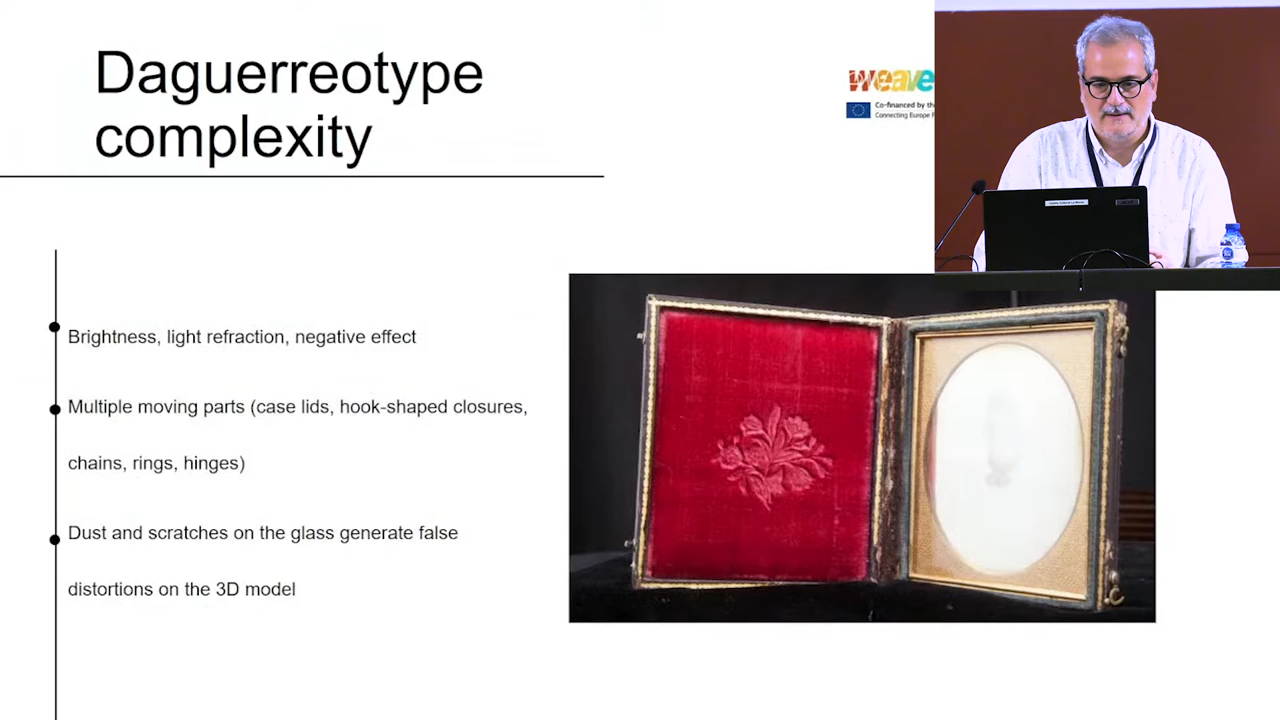 Daguerreotype
complexity
weave
Co-financed by the
Connecting Europe
Brightness, light refraction, negative effect
Multiple moving parts (case lids, hook-shaped closures,
chains, rings, hinges)
Dust and scratches on the glass generate false
distortions on the 3D model